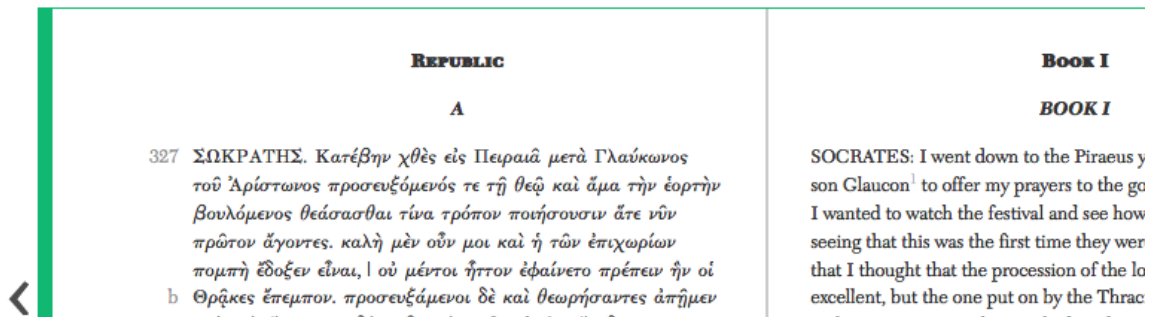 REPUBLIC
A
327 ΣΩΚΡΑΤΗΣ. Κατέβην χθὲς εἰς Πειραιᾶ μετὰ Γλαύκωνος
τοῦ Ἀρίστωνος προσευξόμενός τε τῇ θεῷ καὶ ἅμα τὴν ἑορτὴν
βουλόμενος θεάσασθαι τίνα τρόπον ποιήσουσιν ἅτε νῦν
πρῶτον ἄγοντες. καλὴ μὲν οὖν μοι καὶ ἡ τῶν ἐπιχωρίων
πομπὴ ἔδοξεν εἶναι, | οὐ μέντοι ἧττον ἐφαίνετο πρέπειν ἣν οἱ
b Θρᾷκες ἔπεμπον. προσευξάμενοι δὲ καὶ θεωρήσαντες ἀπῇμεν
BOOK I
BOOK I
SOCRATES: I went down to the Piraeus y
son Glaucon¹ to offer my prayers to the go
I wanted to watch the festival and see how
seeing that this was the first time they wer
that I thought that the procession of the lo
excellent, but the one put on by the Thrac